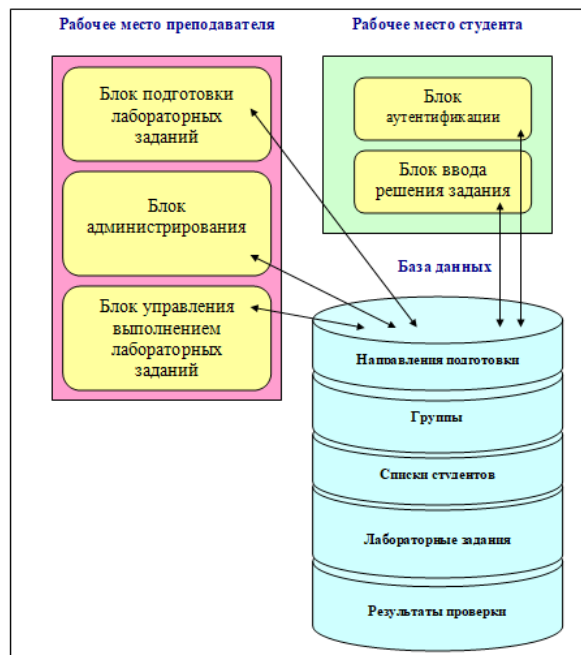 Рабочее место преподавателя
Блок подготовки
лабораторных
заданий
Блок
администрирования
Блок управления
выполнением
лабораторных
заданий
Рабочее место студента
Блок
аутентификации
Блок ввода
решения задания
База данных
Направления подготовки
Группы
Списки студентов
Лабораторные задания
Результаты проверки